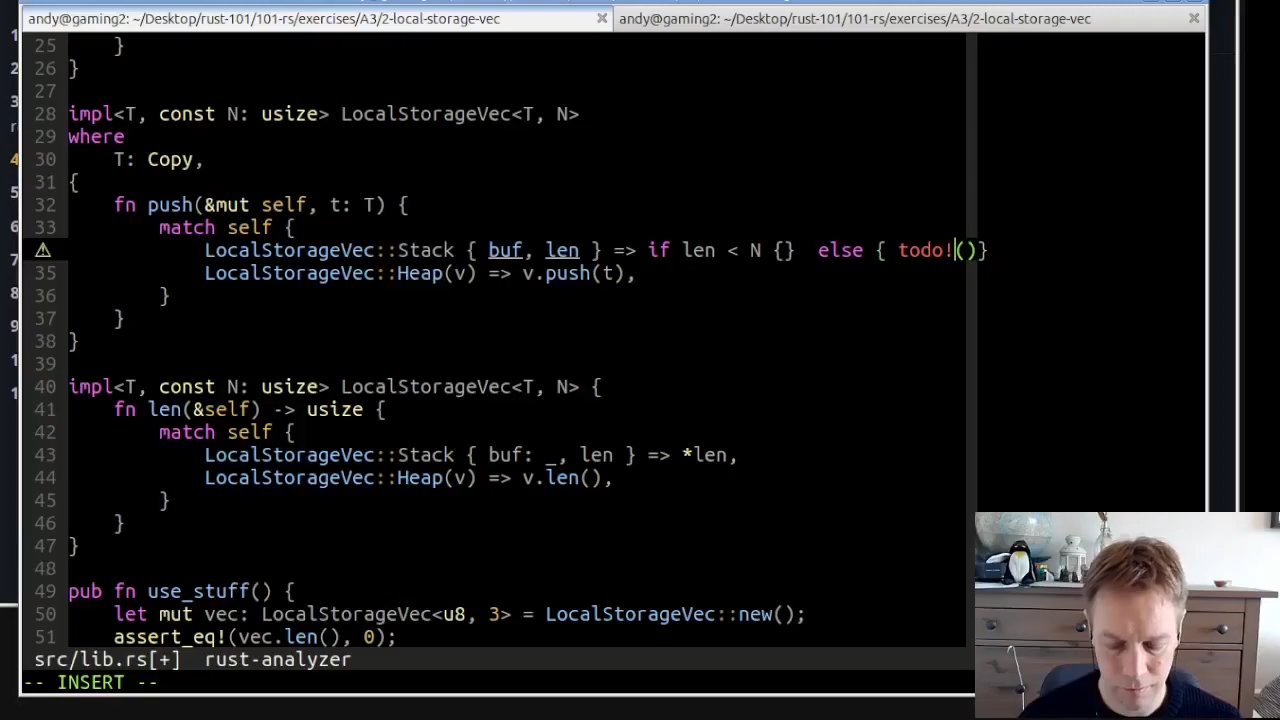 andy@gaming2: ~/Desktop/rust-101/101-rs/exercises/A3/2-local-storage-vec
andy@gaming2: ~/Desktop/rust-101/101-rs/exercises/A3/2-local-storage-vec
25 }
26 }
27
28 impl<T, const N: usize> LocalStorageVec<T, N>
29 where
30 T: Copy,
31 {
32 fn push(&mut self, t: T) {
33 match self {
⚠ LocalStorageVec::Stack { buf, len } => if len < N {}  else { todo!()}
35 LocalStorageVec::Heap(v) => v.push(t),
36 }
37 }
38 }
39
40 impl<T, const N: usize> LocalStorageVec<T, N> {
41 fn len(&self) -> usize {
42 match self {
43 LocalStorageVec::Stack { buf: _, len } => *len,
44 LocalStorageVec::Heap(v) => v.len(),
45 }
46 }
47 }
48
49 pub fn use_stuff() {
50 let mut vec: LocalStorageVec<u8, 3> = LocalStorageVec::new();
51 assert_eq!(vec.len(), 0);
src/lib.rs[+] rust-analyzer
-- INSERT --